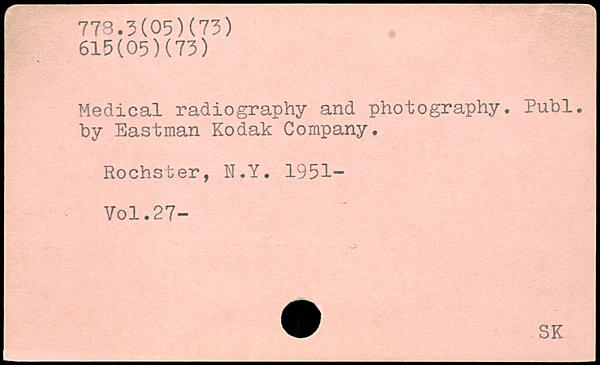 778.3(05)(73)
615(05)(73)
Medical radiography and photography. Publ.
by Eastman Kodak Company.
Rochster, N.Y. 1951-
Vol.27-
SK